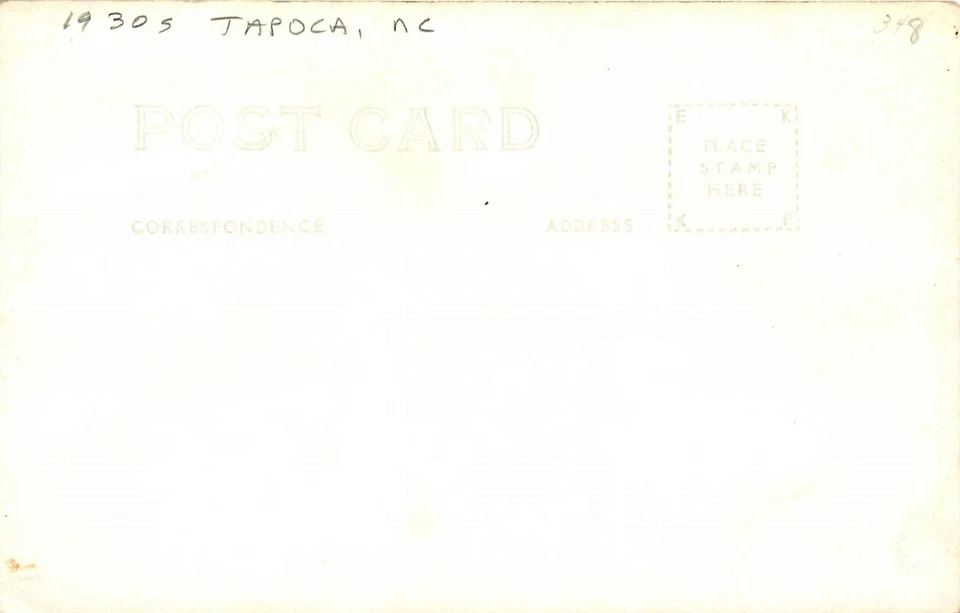 1930s TAPOCA, NC
348
POST CARD
E K
PLACE
STAMP
HERE
K P
CORRESPONDENCE
ADDRESS